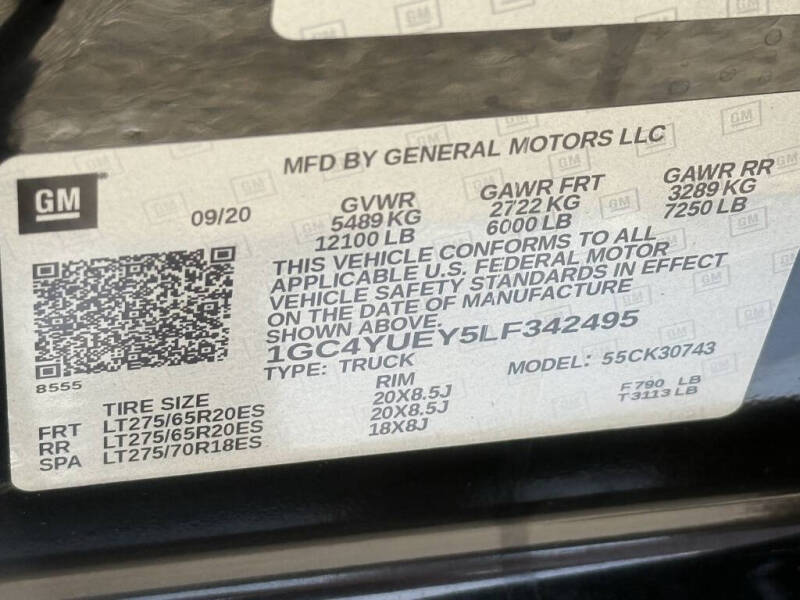 MFD BY GENERAL MOTORS LLC
GM
09/20
GVWR
5489 KG
12100 LB
GAWR FRT
2722 KG
6000 LB
GAWR RR
3289 KG
7250 LB
THIS VEHICLE CONFORMS TO ALL
APPLICABLE U.S. FEDERAL MOTOR
VEHICLE SAFETY STANDARDS IN EFFECT
ON THE DATE OF MANUFACTURE
SHOWN ABOVE.
1GC4YUEY5LF342495
TYPE: TRUCK
MODEL: 55CK30743
8555
TIRE SIZE
RIM
FRT LT275/65R20ES 20X8.5J
RR LT275/65R20ES 20X8.5J
SPA LT275/70R18ES 18X8J
F 790 LB
T 3113 LB